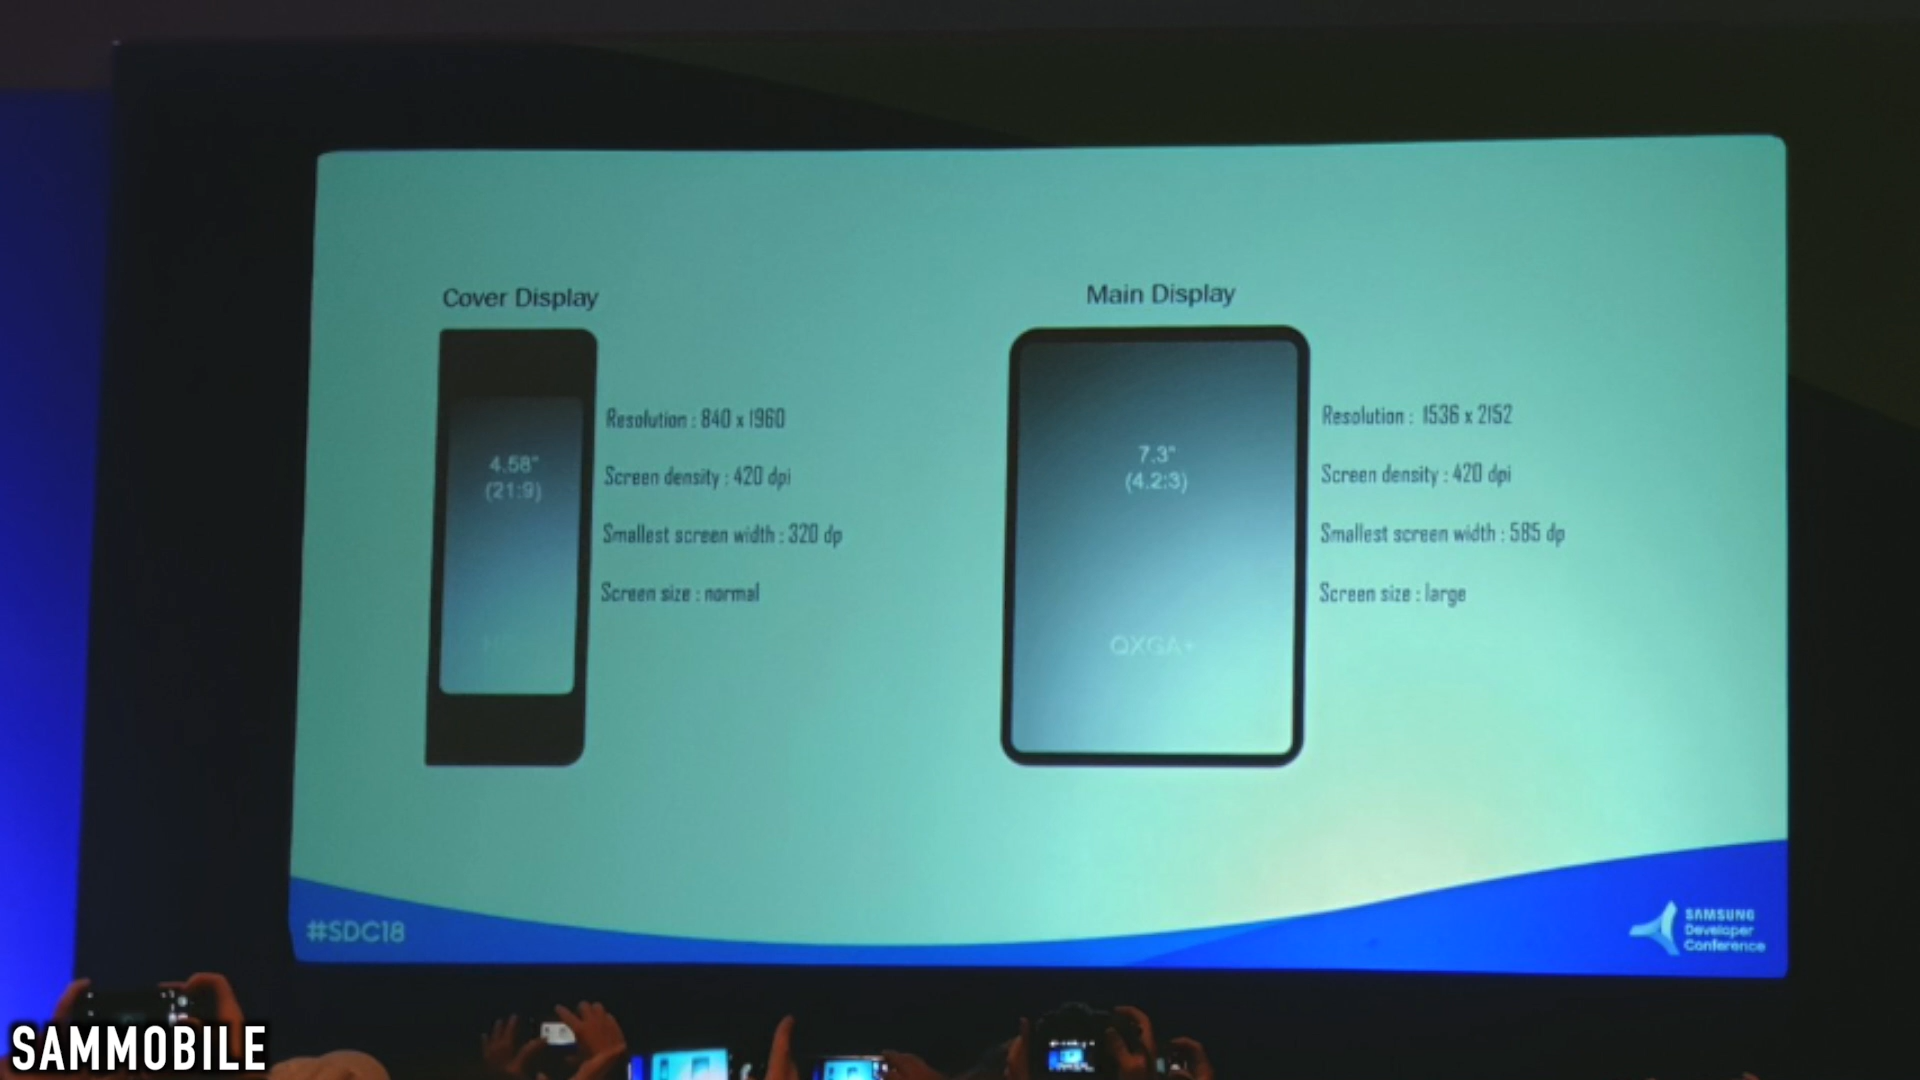 Cover Display
4.58"
(21:9)
Resolution : 840 x 1960
Screen density : 420 dpi
Smallest screen width : 320 dp
Screen size : normal
Main Display
7.3"
(4.2:3)
QXGA+
Resolution : 1536 x 2152
Screen density : 420 dpi
Smallest screen width : 585 dp
Screen size : large
#SDC18
SAMSUNG
Developer
Conference
SAMMOBILE